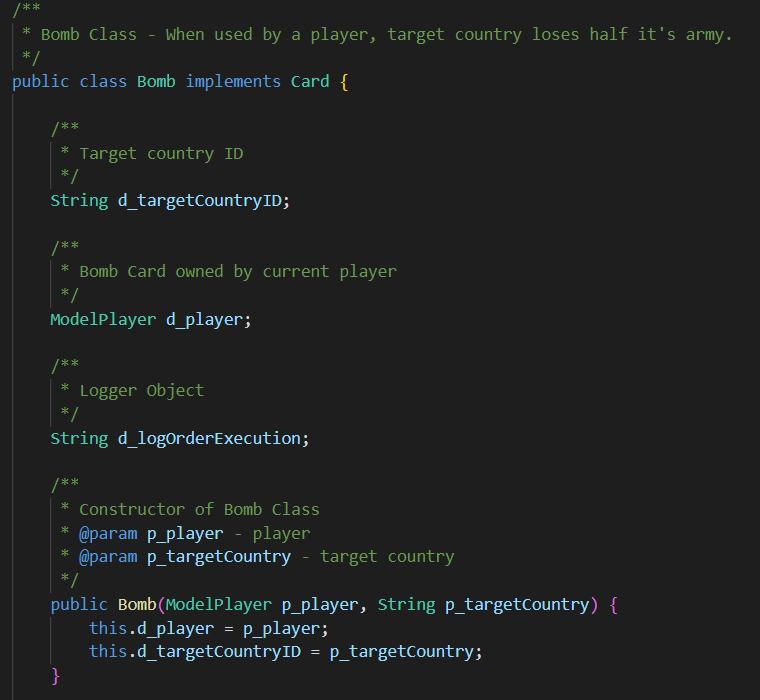 /**
 * Bomb Class - When used by a player, target country loses half it's army.
 */
public class Bomb implements Card {
    /**
     * Target country ID
     */
    String d_targetCountryID;
    /**
     * Bomb Card owned by current player
     */
    ModelPlayer d_player;
    /**
     * Logger Object
     */
    String d_logOrderExecution;
    /**
     * Constructor of Bomb Class
     * @param p_player - player
     * @param p_targetCountry - target country
     */
    public Bomb(ModelPlayer p_player, String p_targetCountry) {
        this.d_player = p_player;
        this.d_targetCountryID = p_targetCountry;
    }